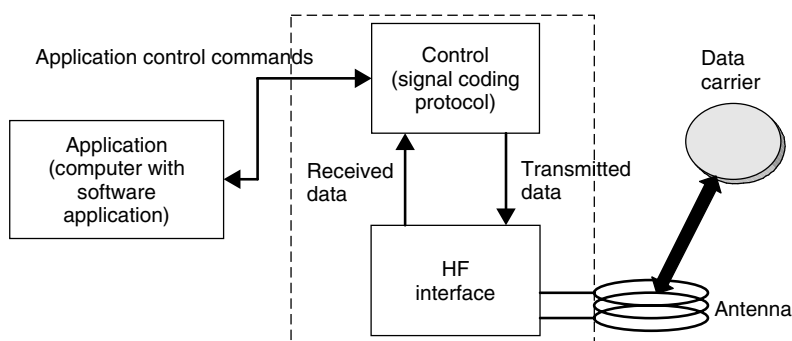 Application control commands
Control
(signal coding
protocol)
Data
carrier
Application
(computer with
software
application)
Received
data
Transmitted
data
HF
interface
Antenna